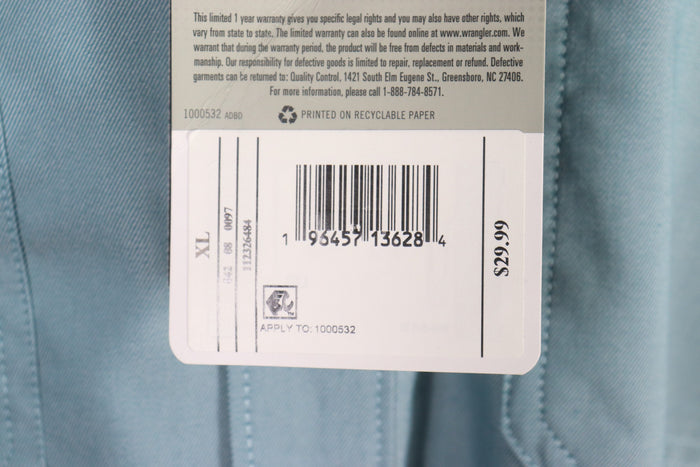 This limited 1 year warranty gives you specific legal rights and you may also have other rights, which
vary from state to state. The limited warranty can also be found online at www.wrangler.com. We
warrant that during the warranty period, the product will be free from defects in materials and work-
manship. Our responsibility for defective goods is limited to repair, replacement or refund. Defective
garments can be returned to: Quality Control, 1421 South Elm Eugene St., Greensboro, NC 27406.
For more information, please call 1-888-784-8571.
1000532 ADBD
PRINTED ON RECYCLABLE PAPER
XL
042 08 0097
112326484
1 96457 13628 4
$29.99
APPLY TO: 1000532